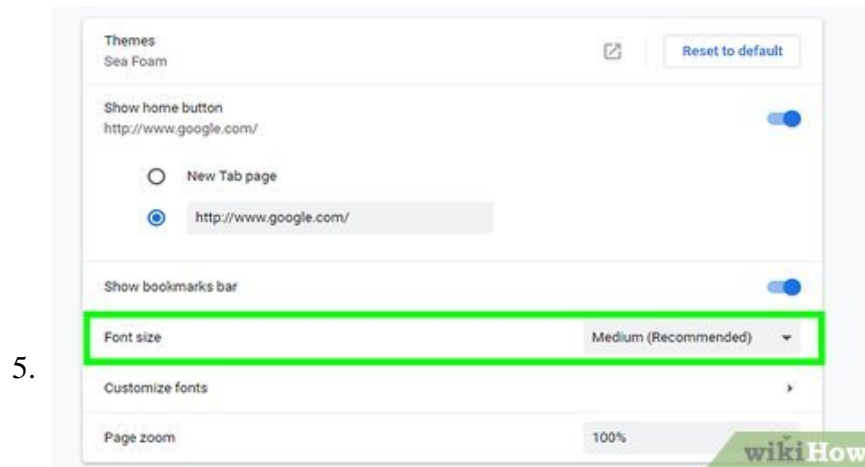 Themes
Sea Foam
Reset to default
Show home button
http://www.google.com/
New Tab page
http://www.google.com/
Show bookmarks bar
Font size Medium (Recommended)
5.
Customize fonts
Page zoom 100%
wikiHow